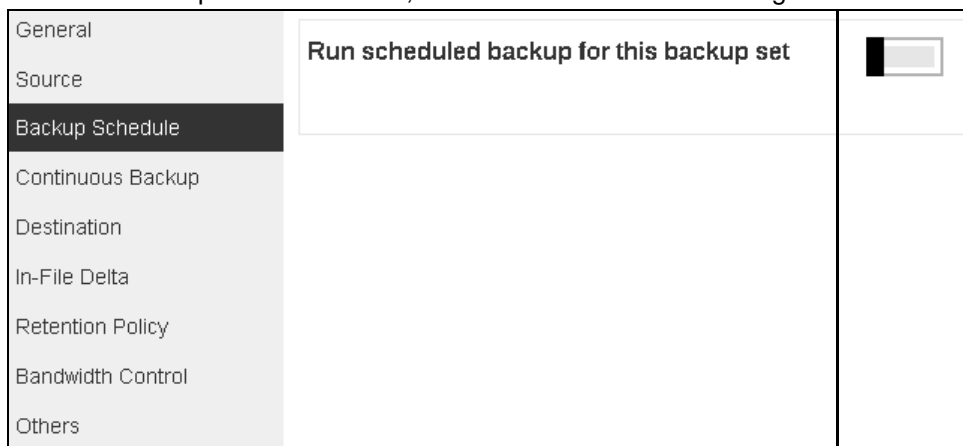 General
Run scheduled backup for this backup set
Source
Backup Schedule
Continuous Backup
Destination
In-File Delta
Retention Policy
Bandwidth Control
Others